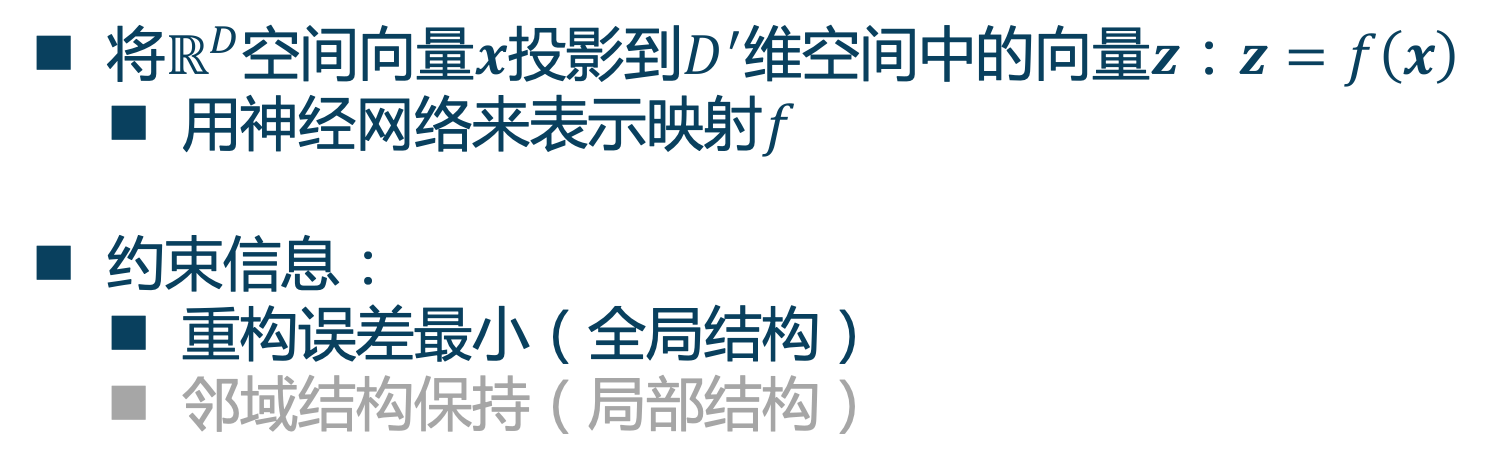 ■ 将ℝᴰ空间向量𝒙投影到𝐷′维空间中的向量𝒛：𝒛 = 𝑓(𝒙)
■ 用神经网络来表示映射𝑓
■ 约束信息：
■ 重构误差最小（全局结构）
■ 邻域结构保持（局部结构）